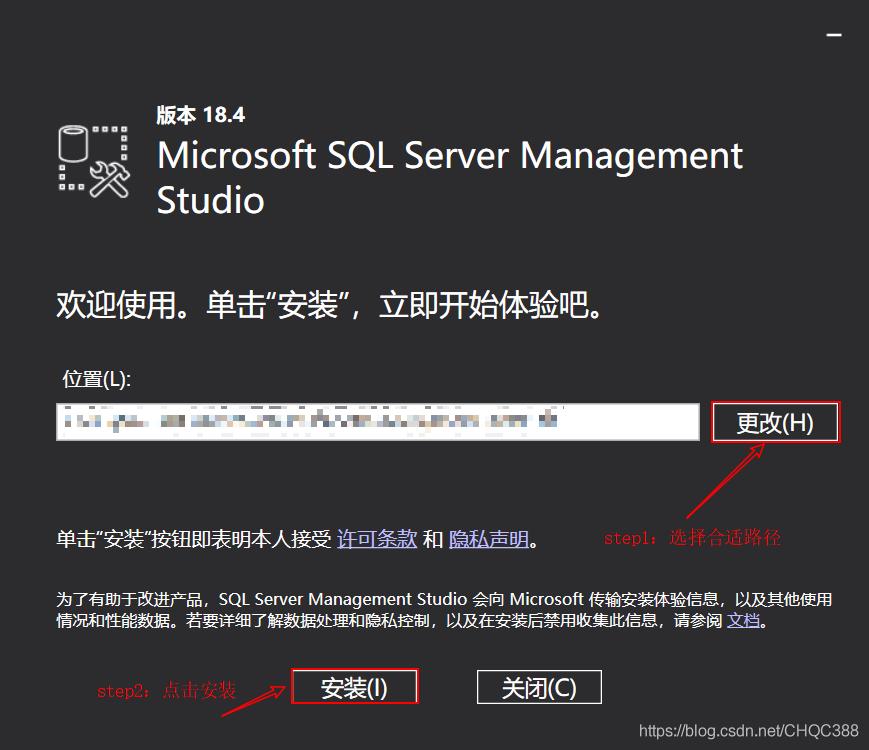 版本 18.4
Microsoft SQL Server Management
Studio
欢迎使用。单击“安装”，立即开始体验吧。
位置(L):
更改(H)
step1：选择合适路径
单击“安装”按钮即表明本人接受 许可条款 和 隐私声明。
为了有助于改进产品，SQL Server Management Studio 会向 Microsoft 传输安装体验信息，以及其他使用
情况和性能数据。若要详细了解数据处理和隐私控制，以及在安装后禁用收集此信息，请参阅 文档。
step2：点击安装
安装(I)
关闭(C)
https://blog.csdn.net/CHQC388